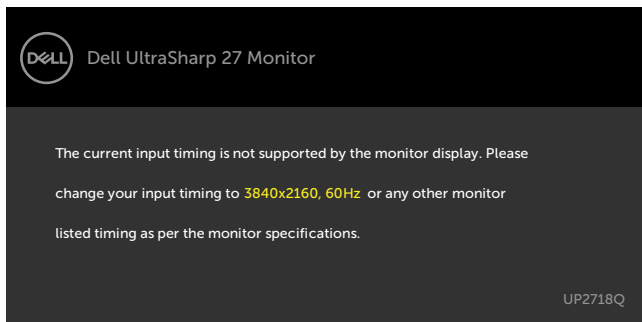 DELL Dell UltraSharp 27 Monitor
The current input timing is not supported by the monitor display. Please
change your input timing to 3840x2160, 60Hz or any other monitor
listed timing as per the monitor specifications.
UP2718Q